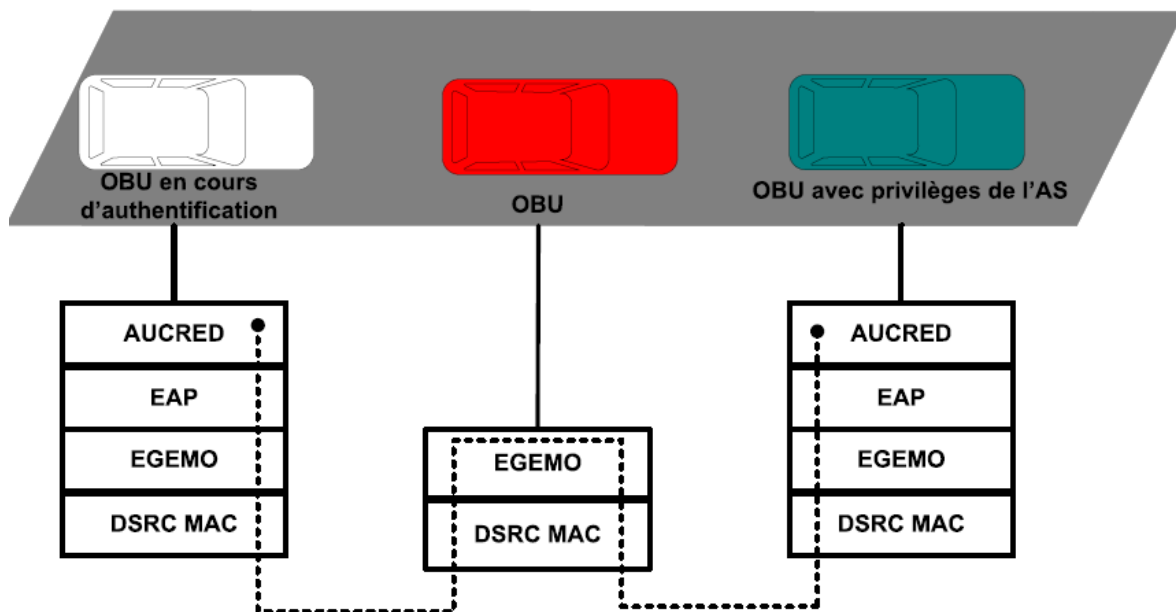 OBU en cours
d'authentification
OBU
OBU avec privilèges de l'AS
AUCRED
EAP
EGEMO
DSRC MAC
EGEMO
DSRC MAC
AUCRED
EAP
EGEMO
DSRC MAC